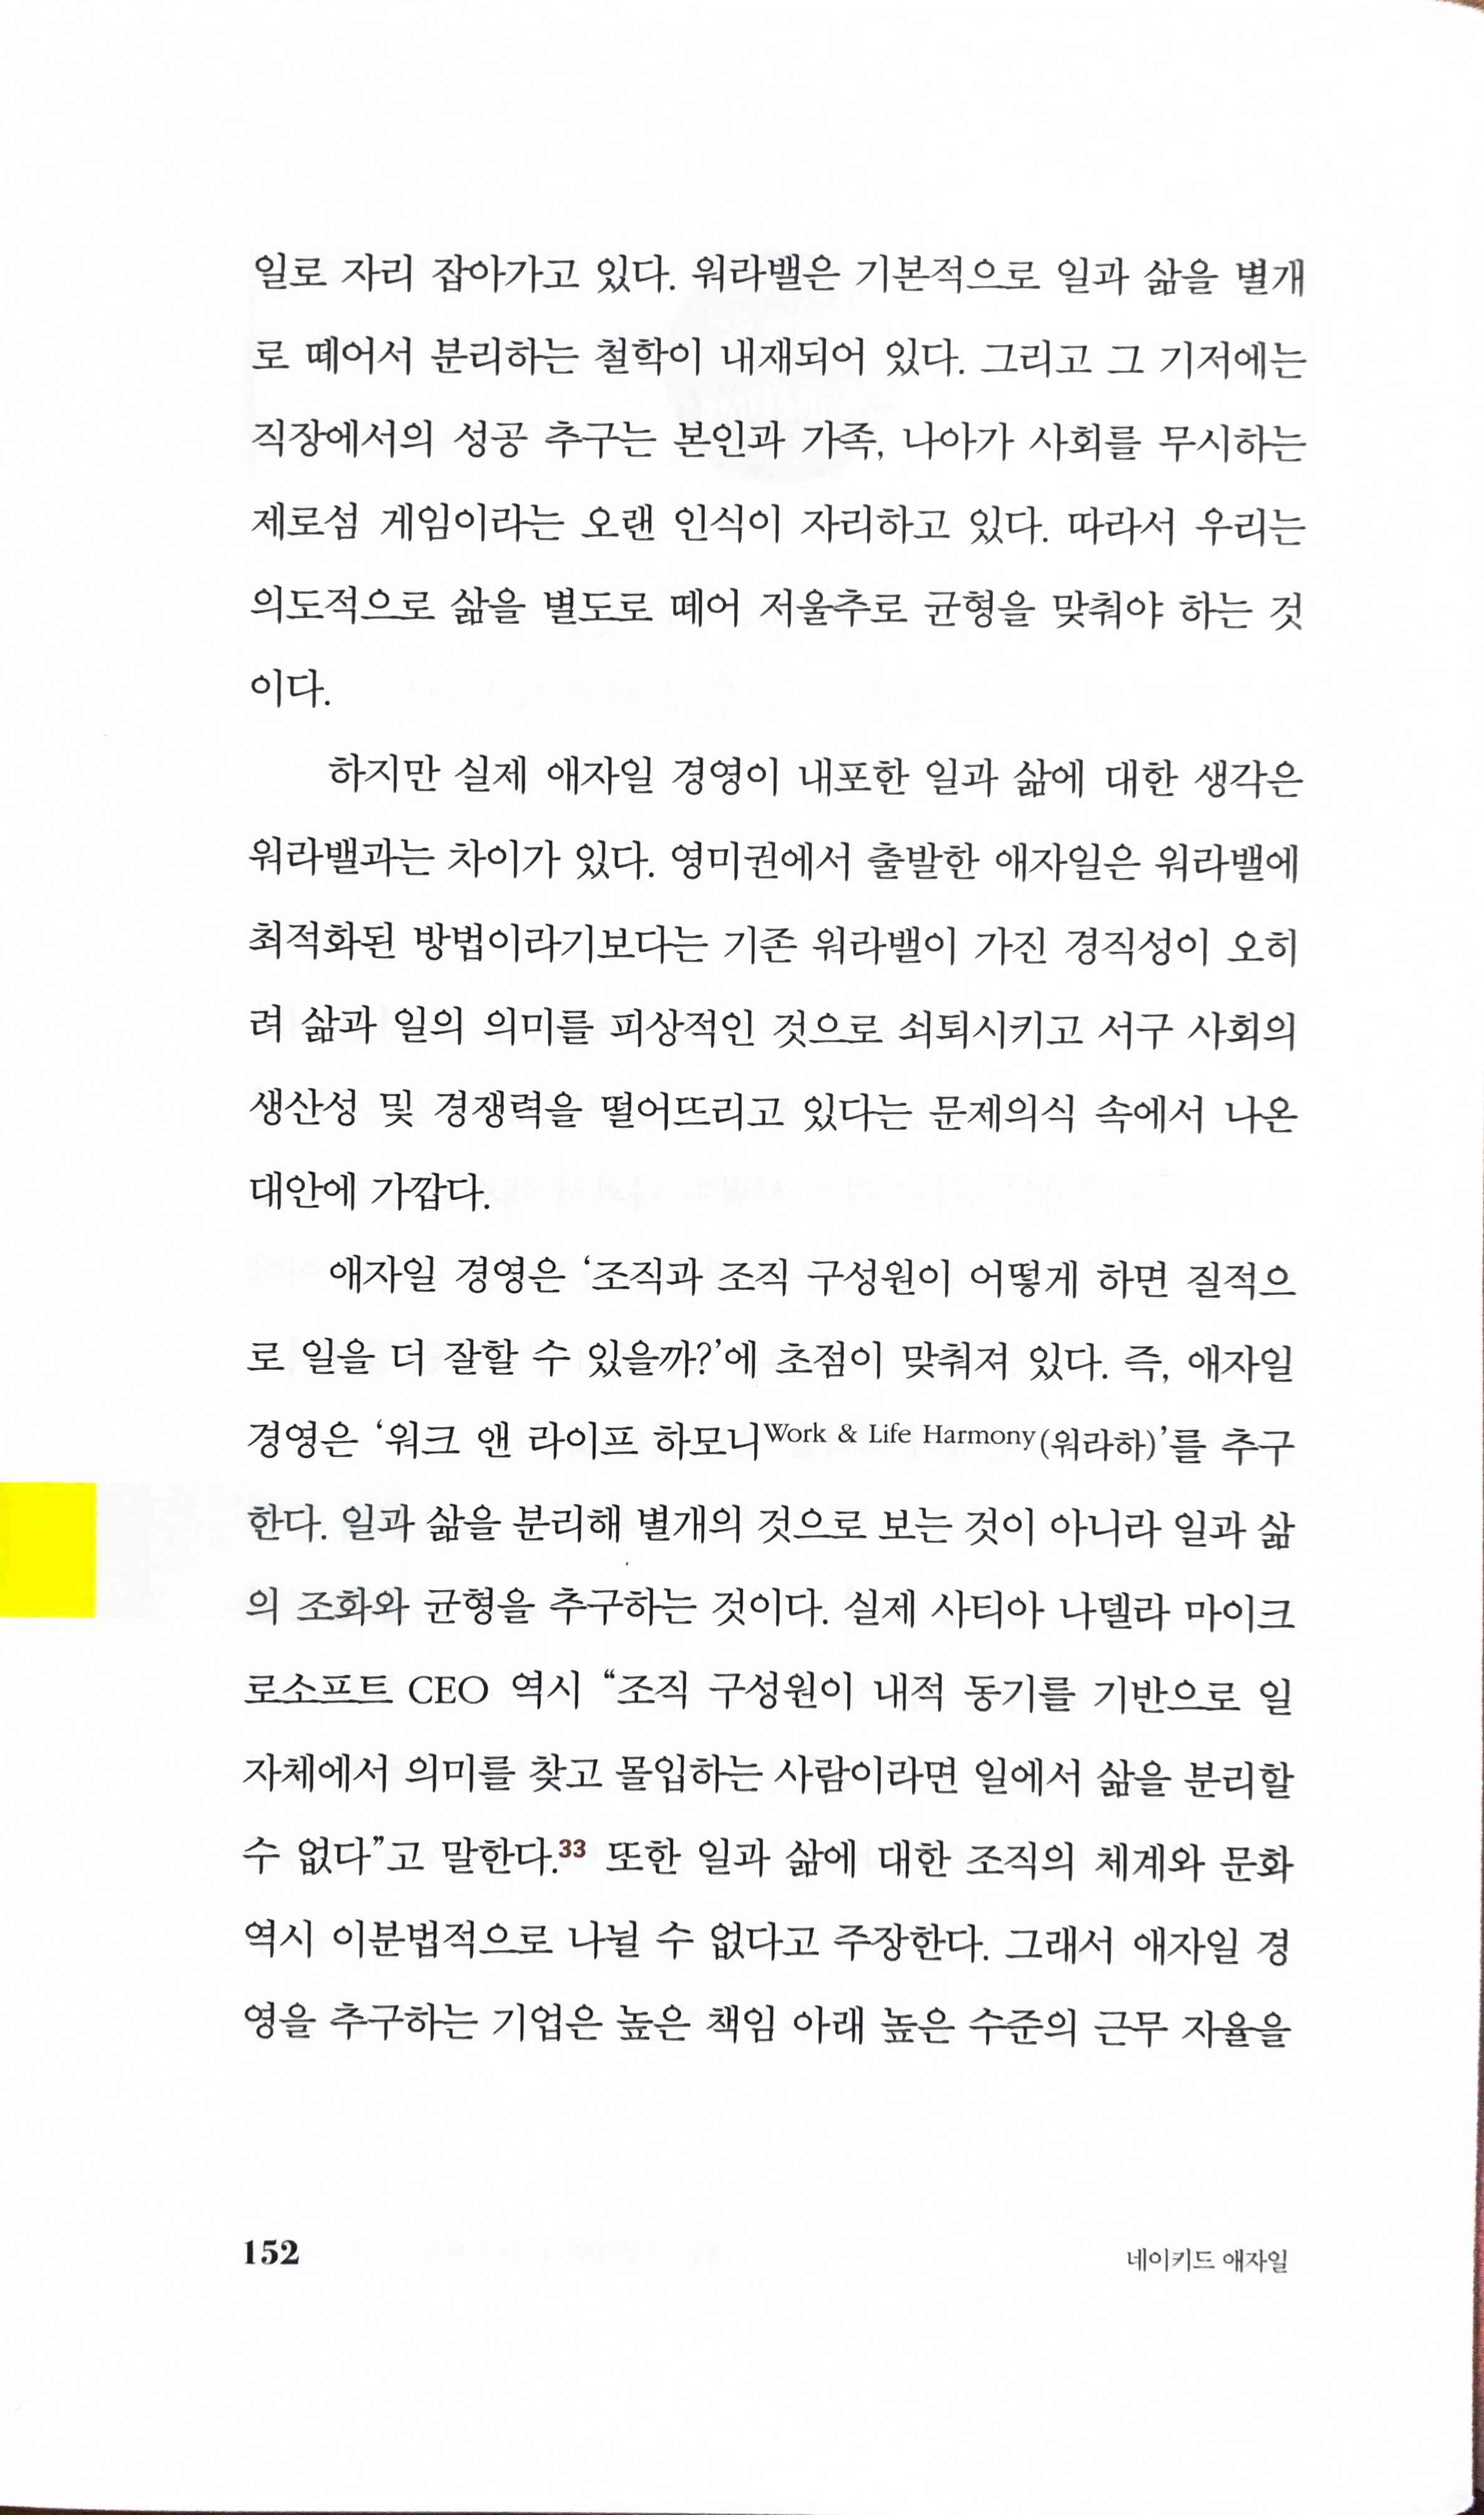 일로 자리 잡아가고 있다. 워라밸은 기본적으로 일과 삶을 별개
로 떼어서 분리하는 철학이 내재되어 있다. 그리고 그 기저에는
직장에서의 성공 추구는 본인과 가족, 나아가 사회를 무시하는
제로섬 게임이라는 오랜 인식이 자리하고 있다. 따라서 우리는
의도적으로 삶을 별도로 떼어 저울추로 균형을 맞춰야 하는 것
이다.
하지만 실제 애자일 경영이 내포한 일과 삶에 대한 생각은
워라밸과는 차이가 있다. 영미권에서 출발한 애자일은 워라밸에
최적화된 방법이라기보다는 기존 워라밸이 가진 경직성이 오히
려 삶과 일의 의미를 피상적인 것으로 쇠퇴시키고 서구 사회의
생산성 및 경쟁력을 떨어뜨리고 있다는 문제의식 속에서 나온
대안에 가깝다.
애자일 경영은 ‘조직과 조직 구성원이 어떻게 하면 질적으
로 일을 더 잘할 수 있을까?’에 초점이 맞춰져 있다. 즉, 애자일
경영은 ‘워크 앤 라이프 하모니Work & Life Harmony(워라하)’를 추구
한다. 일과 삶을 분리해 별개의 것으로 보는 것이 아니라 일과 삶
의 조화와 균형을 추구하는 것이다. 실제 사티아 나델라 마이크
로소프트 CEO 역시 “조직 구성원이 내적 동기를 기반으로 일
자체에서 의미를 찾고 몰입하는 사람이라면 일에서 삶을 분리할
수 없다”고 말한다.33 또한 일과 삶에 대한 조직의 체계와 문화
역시 이분법적으로 나뉠 수 없다고 주장한다. 그래서 애자일 경
영을 추구하는 기업은 높은 책임 아래 높은 수준의 근무 자율을
152
네이키드 애자일